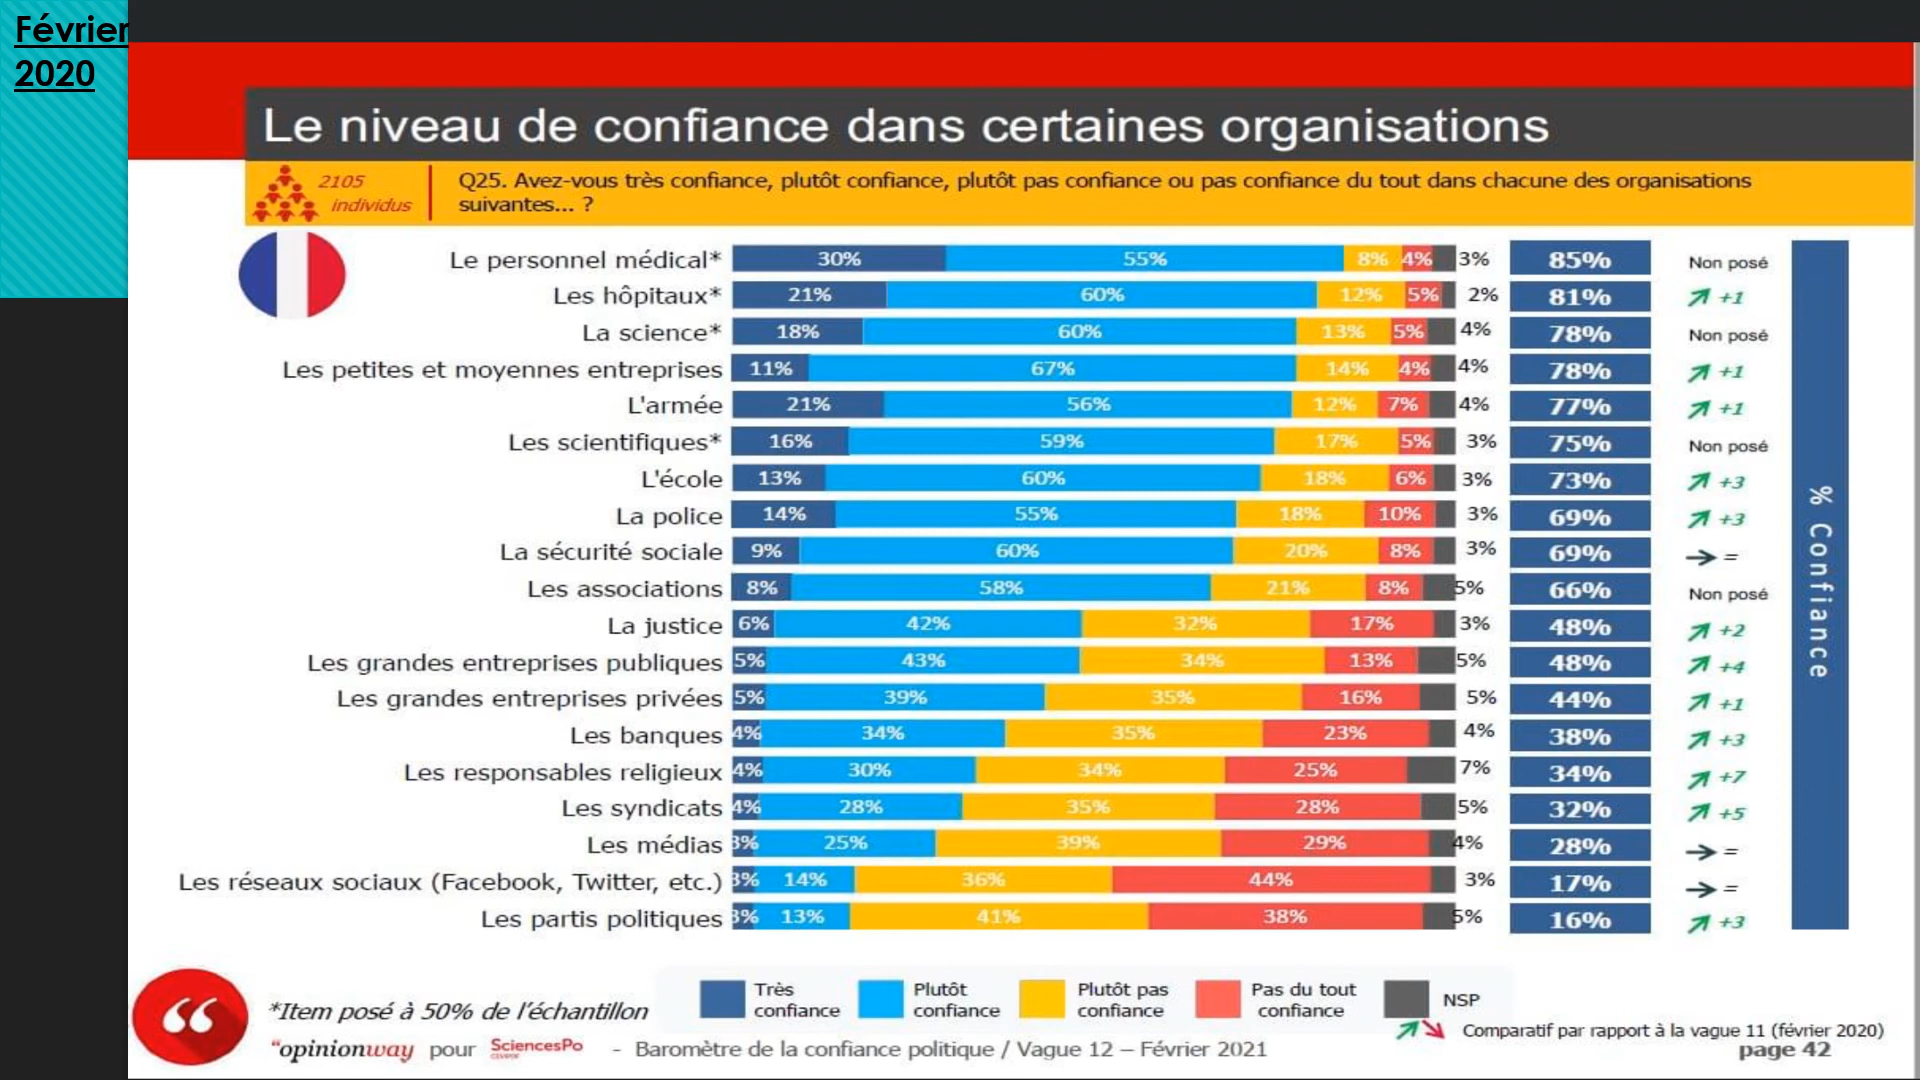 Février
2020
Le niveau de confiance dans certaines organisations
2105
individus
Q25. Avez-vous très confiance, plutôt confiance, plutôt pas confiance ou pas confiance du tout dans chacune des organisations
suivantes... ?
Le personnel médical* 30% 55% 8% 4% 3% 85% Non posé
Les hôpitaux* 21% 60% 12% 5% 2% 81% +1
La science* 18% 60% 13% 5% 4% 78% Non posé
Les petites et moyennes entreprises 11% 67% 14% 4% 4% 78% +1
L'armée 21% 56% 12% 7% 4% 77% +1
Les scientifiques* 16% 59% 17% 5% 3% 75% Non posé
L'école 13% 60% 18% 6% 3% 73% +3
La police 14% 55% 18% 10% 3% 69% +3
La sécurité sociale 9% 60% 20% 8% 3% 69% =
Les associations 8% 58% 21% 8% 5% 66% Non posé
La justice 6% 42% 32% 17% 3% 48% +2
Les grandes entreprises publiques 5% 43% 34% 13% 5% 48% +4
Les grandes entreprises privées 5% 39% 35% 16% 5% 44% +1
Les banques 4% 34% 35% 23% 4% 38% +3
Les responsables religieux 4% 30% 34% 25% 7% 34% +7
Les syndicats 4% 28% 35% 28% 5% 32% +5
Les médias 3% 25% 39% 29% 4% 28% =
Les réseaux sociaux (Facebook, Twitter, etc.) 3% 14% 36% 44% 3% 17% =
Les partis politiques 3% 13% 41% 38% 5% 16% +3
% Confiance
*Item posé à 50% de l'échantillon
Très
confiance
Plutôt
confiance
Plutôt pas
confiance
Pas du tout
confiance
NSP
Comparatif par rapport à la vague 11 (février 2020)
“opinionway pour SciencesPo - Baromètre de la confiance politique / Vague 12 – Février 2021
CEVIPOF
page 42